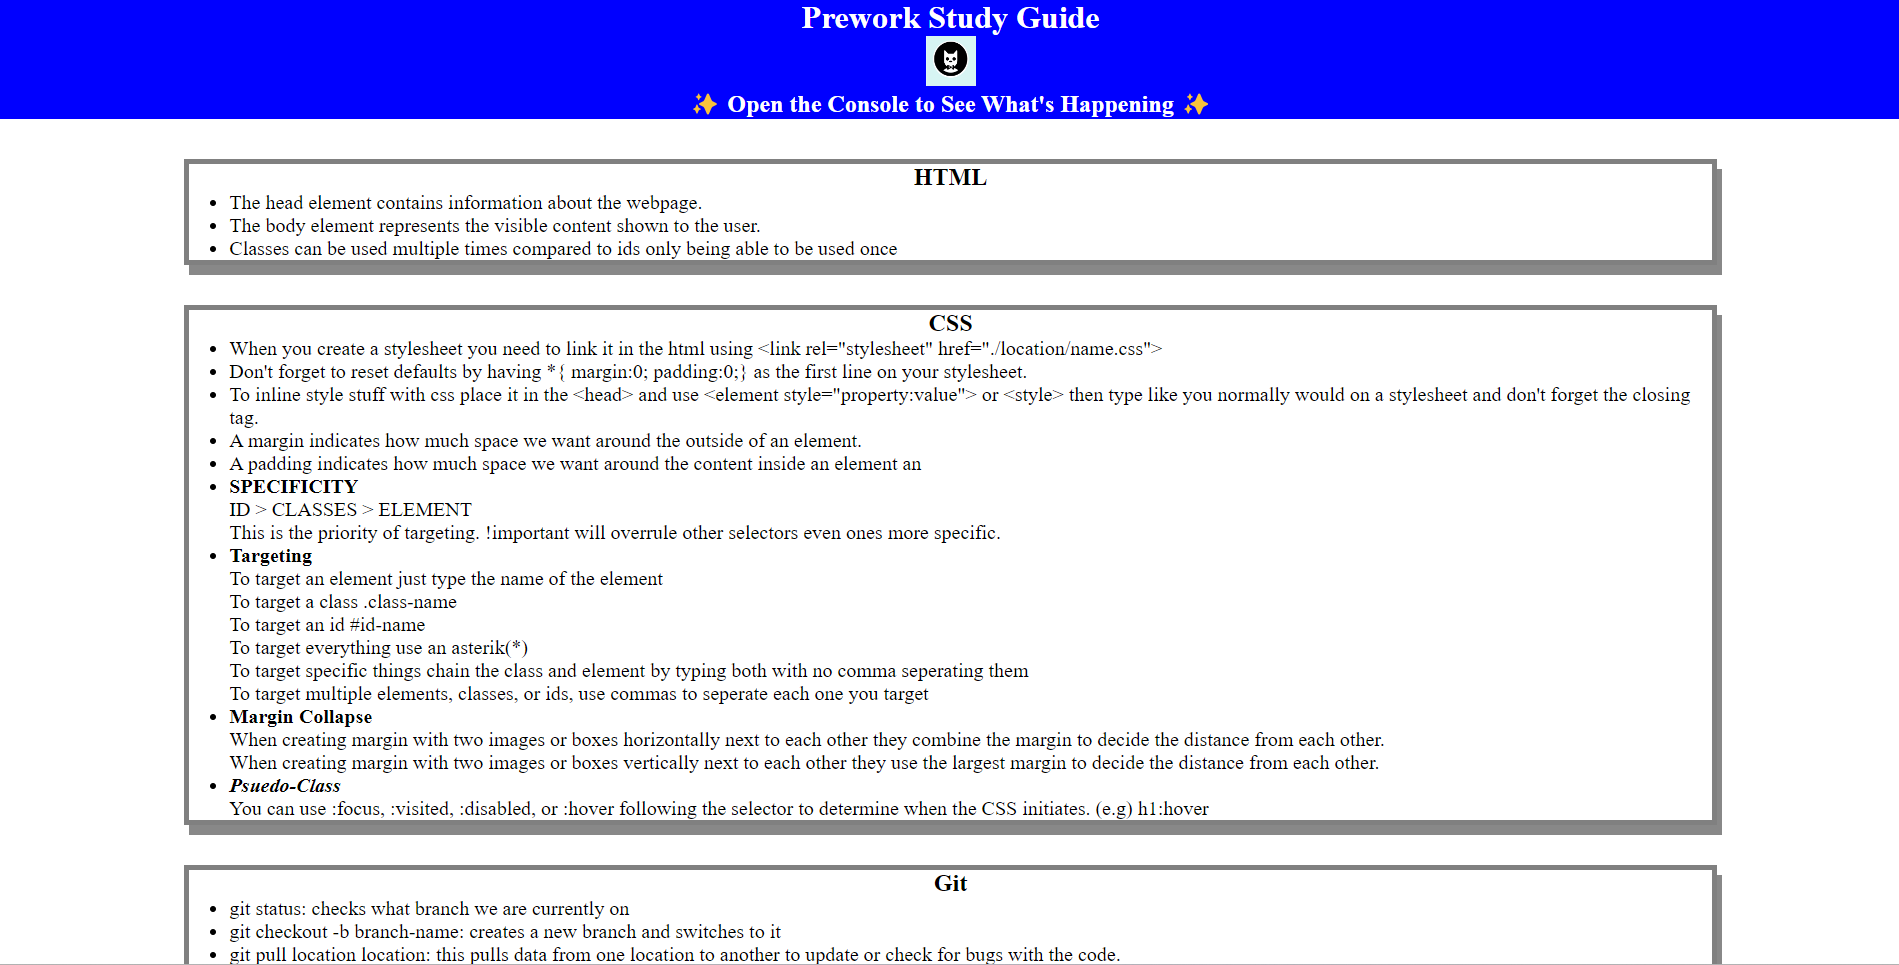 Prework Study Guide
✨ Open the Console to See What's Happening ✨
HTML
The head element contains information about the webpage.
The body element represents the visible content shown to the user.
Classes can be used multiple times compared to ids only being able to be used once
CSS
When you create a stylesheet you need to link it in the html using <link rel="stylesheet" href="./location/name.css">
Don't forget to reset defaults by having *{ margin:0; padding:0;} as the first line on your stylesheet.
To inline style stuff with css place it in the <head> and use <element style="property:value"> or <style> then type like you normally would on a stylesheet and don't forget the closing
tag.
A margin indicates how much space we want around the outside of an element.
A padding indicates how much space we want around the content inside an element an
SPECIFICITY
ID > CLASSES > ELEMENT
This is the priority of targeting. !important will overrule other selectors even ones more specific.
Targeting
To target an element just type the name of the element
To target a class .class-name
To target an id #id-name
To target everything use an asterik(*)
To target specific things chain the class and element by typing both with no comma seperating them
To target multiple elements, classes, or ids, use commas to seperate each one you target
Margin Collapse
When creating margin with two images or boxes horizontally next to each other they combine the margin to decide the distance from each other.
When creating margin with two images or boxes vertically next to each other they use the largest margin to decide the distance from each other.
Psuedo-Class
You can use :focus, :visited, :disabled, or :hover following the selector to determine when the CSS initiates. (e.g) h1:hover
Git
git status: checks what branch we are currently on
git checkout -b branch-name: creates a new branch and switches to it
git pull location location: this pulls data from one location to another to update or check for bugs with the code.